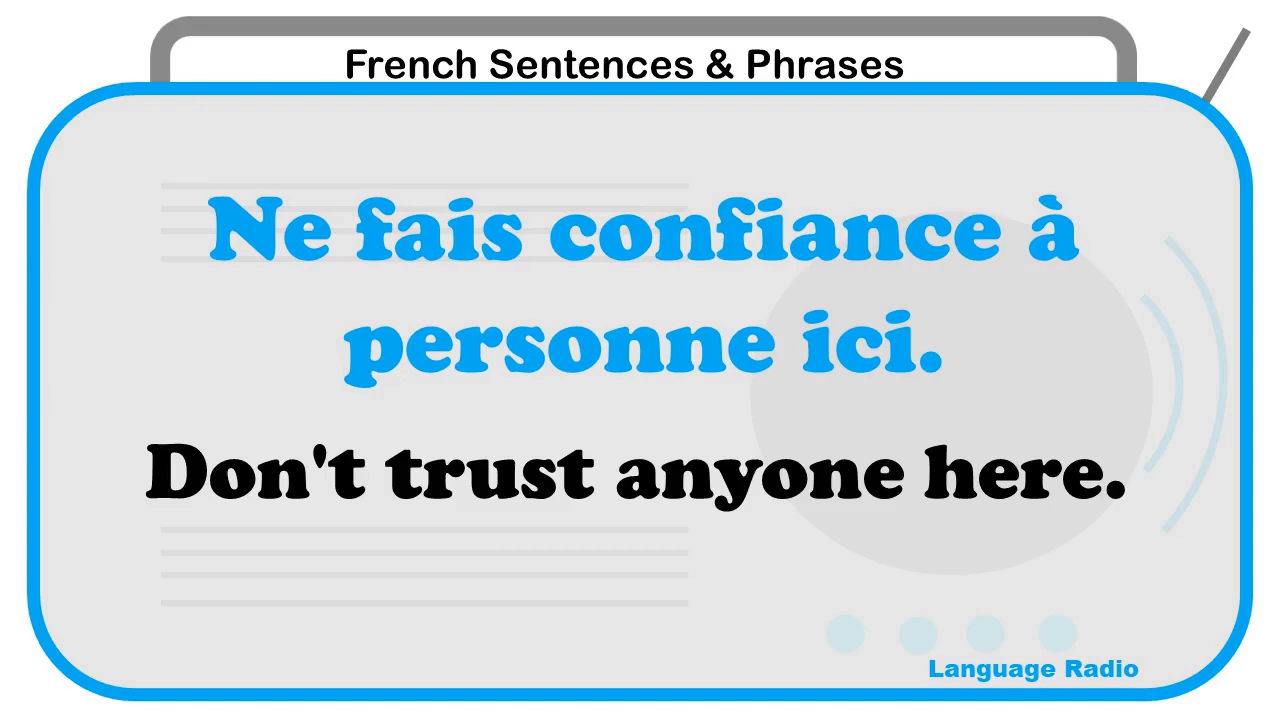 French Sentences & Phrases
Ne fais confiance à
personne ici.
Don't trust anyone here.
Language Radio